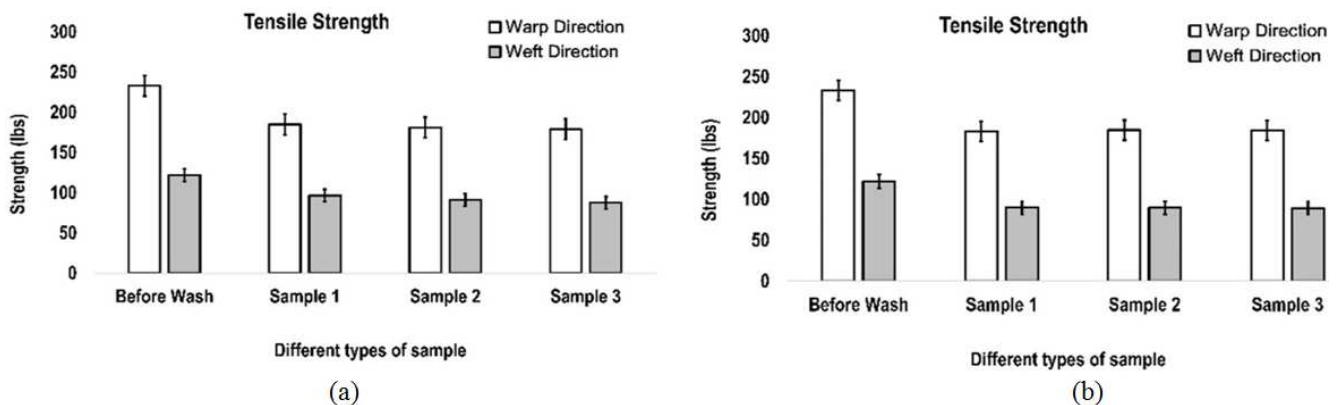 Tensile Strength
Warp Direction
Weft Direction
300
250
200
150
100
50
0
Strength (lbs)
Before Wash Sample 1 Sample 2 Sample 3
Different types of sample
(a)
Tensile Strength
Warp Direction
Weft Direction
300
250
200
150
100
50
0
Strength (lbs)
Before Wash Sample 1 Sample 2 Sample 3
Different types of sample
(b)